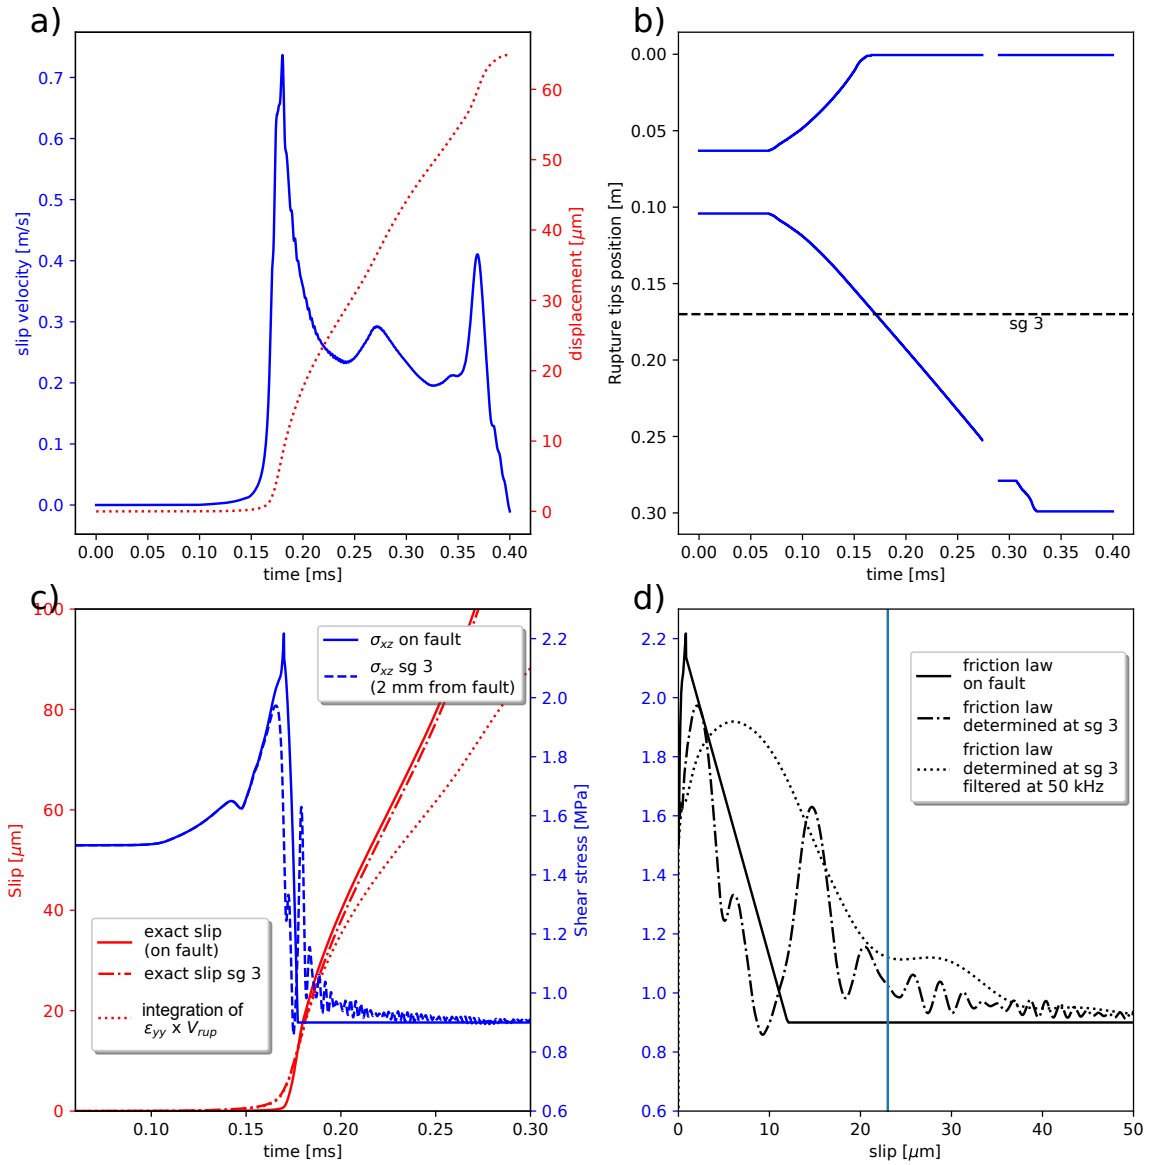 a)
slip velocity [m/s]
0.7
0.6
0.5
0.4
0.3
0.2
0.1
0.0
60
50
40
30
20
10
0
displacement [μm]
0.00 0.05 0.10 0.15 0.20 0.25 0.30 0.35 0.40
time [ms]
b)
Rupture tips position [m]
0.00
0.05
0.10
0.15
0.20
0.25
0.30
sg 3
0.00 0.05 0.10 0.15 0.20 0.25 0.30 0.35 0.40
time [ms]
c)
Slip [μm]
100
80
60
40
20
0
σxz on fault
σxz sg 3
(2 mm from fault)
exact slip
(on fault)
exact slip sg 3
integration of
εyy x Vrup
2.2
2.0
1.8
1.6
1.4
1.2
1.0
0.8
0.6
Shear stress [MPa]
0.10 0.15 0.20 0.25 0.30
time [ms]
d)
2.2
2.0
1.8
1.6
1.4
1.2
1.0
0.8
0.6
friction law
on fault
friction law
determined at sg 3
friction law
determined at sg 3
filtered at 50 kHz
0 10 20 30 40 50
slip [μm]